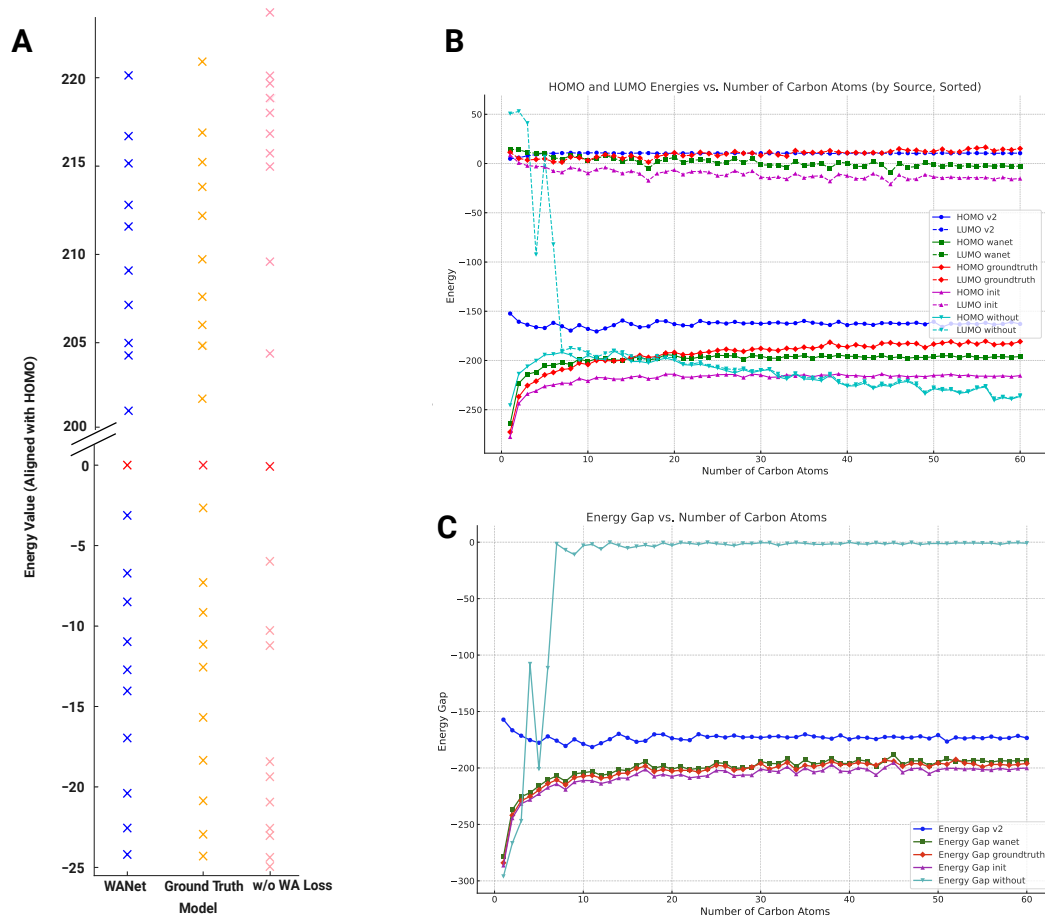 A
Energy Value (Aligned with HOMO)
220
215
210
205
200
0
−5
−10
−15
−20
−25
WANet
Ground Truth
w/o WA Loss
Model
B
HOMO and LUMO Energies vs. Number of Carbon Atoms (by Source, Sorted)
Energy
50
0
−50
−100
−150
−200
−250
HOMO v2
LUMO v2
HOMO wanet
LUMO wanet
HOMO groundtruth
LUMO groundtruth
HOMO init
LUMO init
HOMO without
LUMO without
0
10
20
30
40
50
60
Number of Carbon Atoms
C
Energy Gap vs. Number of Carbon Atoms
Energy Gap
0
−50
−100
−150
−200
−250
−300
Energy Gap v2
Energy Gap wanet
Energy Gap groundtruth
Energy Gap init
Energy Gap without
0
10
20
30
40
50
60
Number of Carbon Atoms